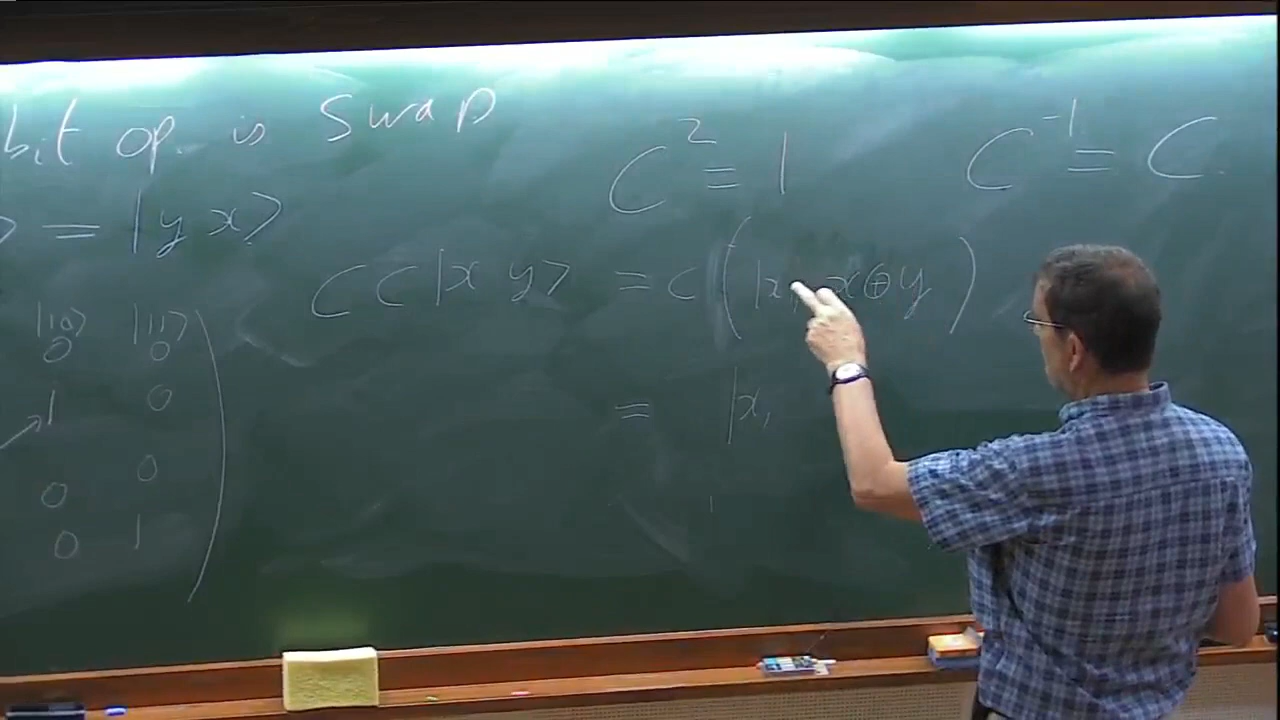 bit op. is Swap
> = |y x>
|10> |11>
0 0
1 0
0 0
0 1
C² = 1
C⁻¹ = C
C C |x y> = C ( |x, x⊕y )
= |x,